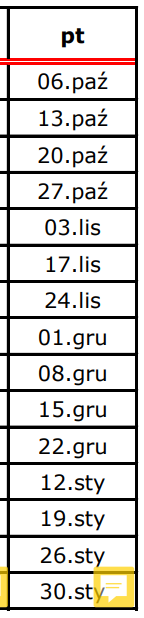 pt
06.paź
13.paź
20.paź
27.paź
03.lis
17.lis
24.lis
01.gru
08.gru
15.gru
22.gru
12.sty
19.sty
26.sty
30.sty